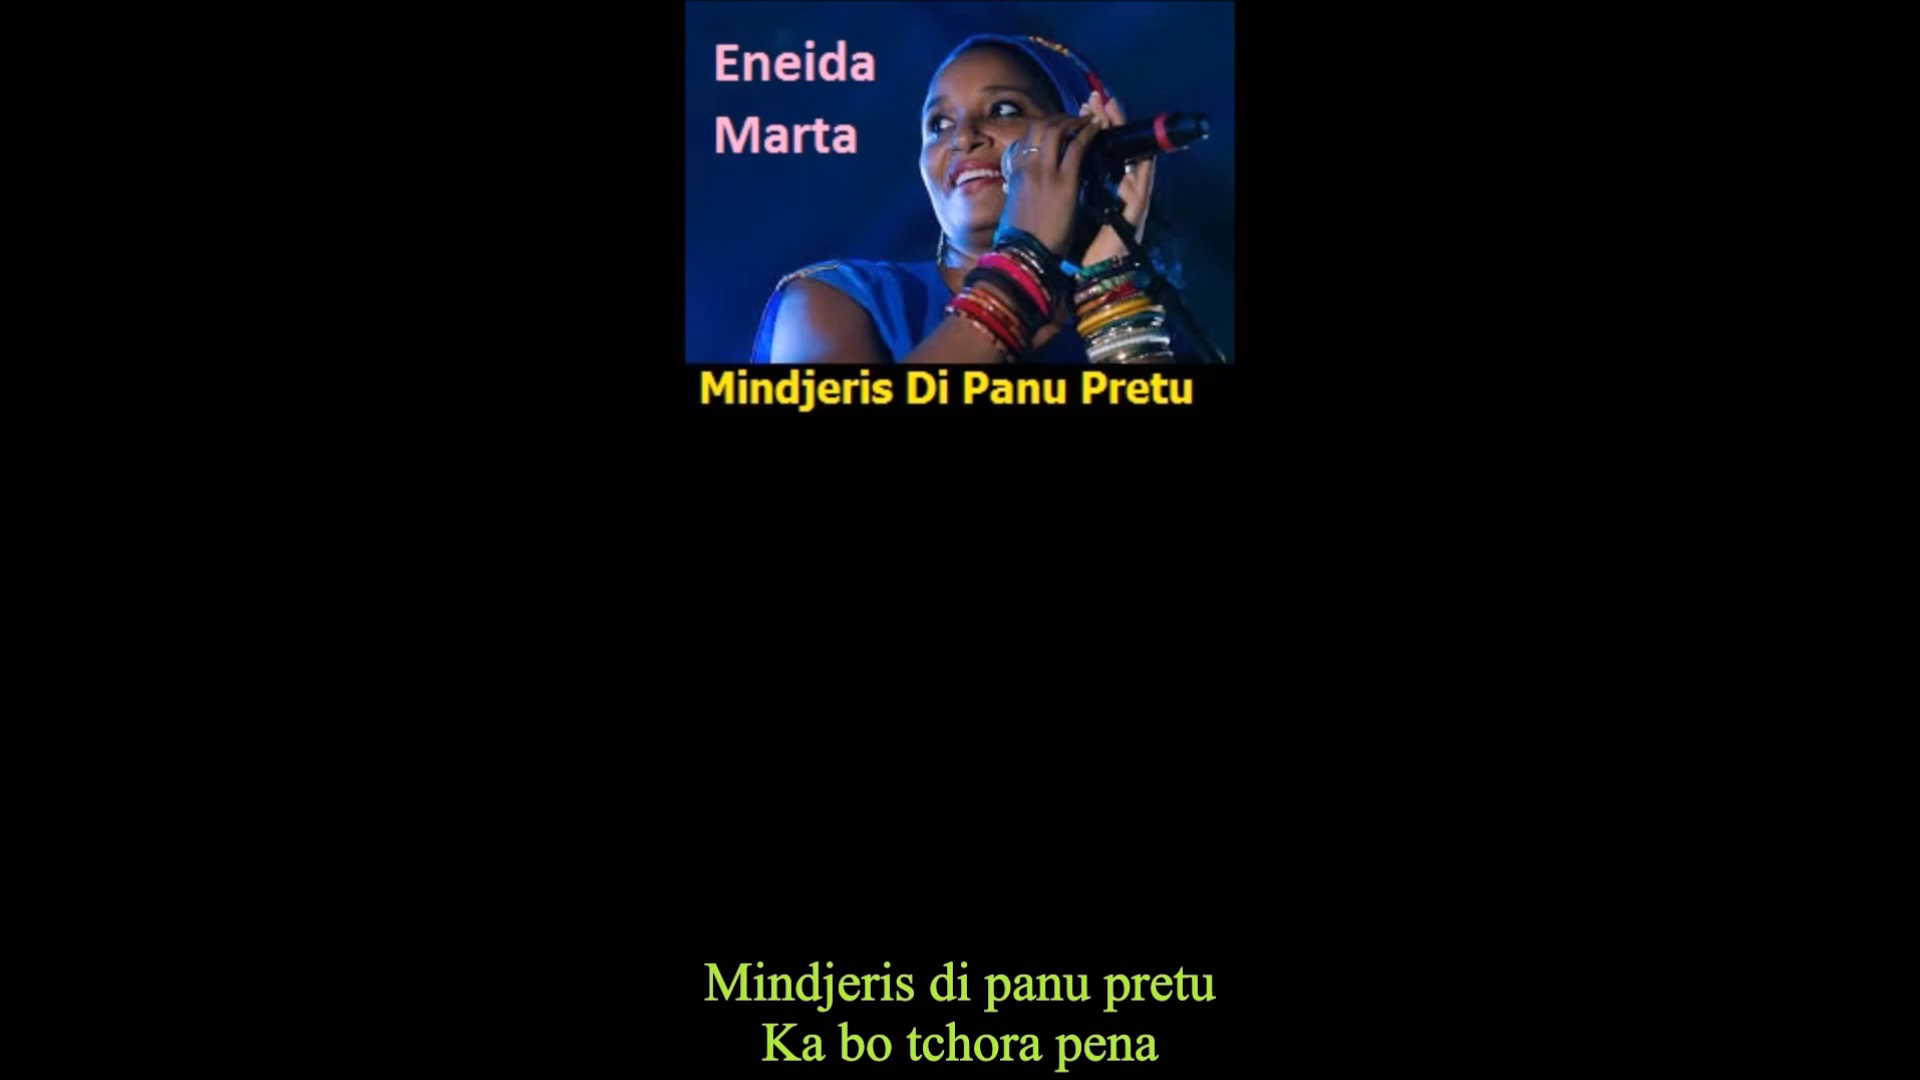 Eneida
Marta
Mindjeris Di Panu Pretu
Mindjeris di panu pretu
Ka bo tchora pena